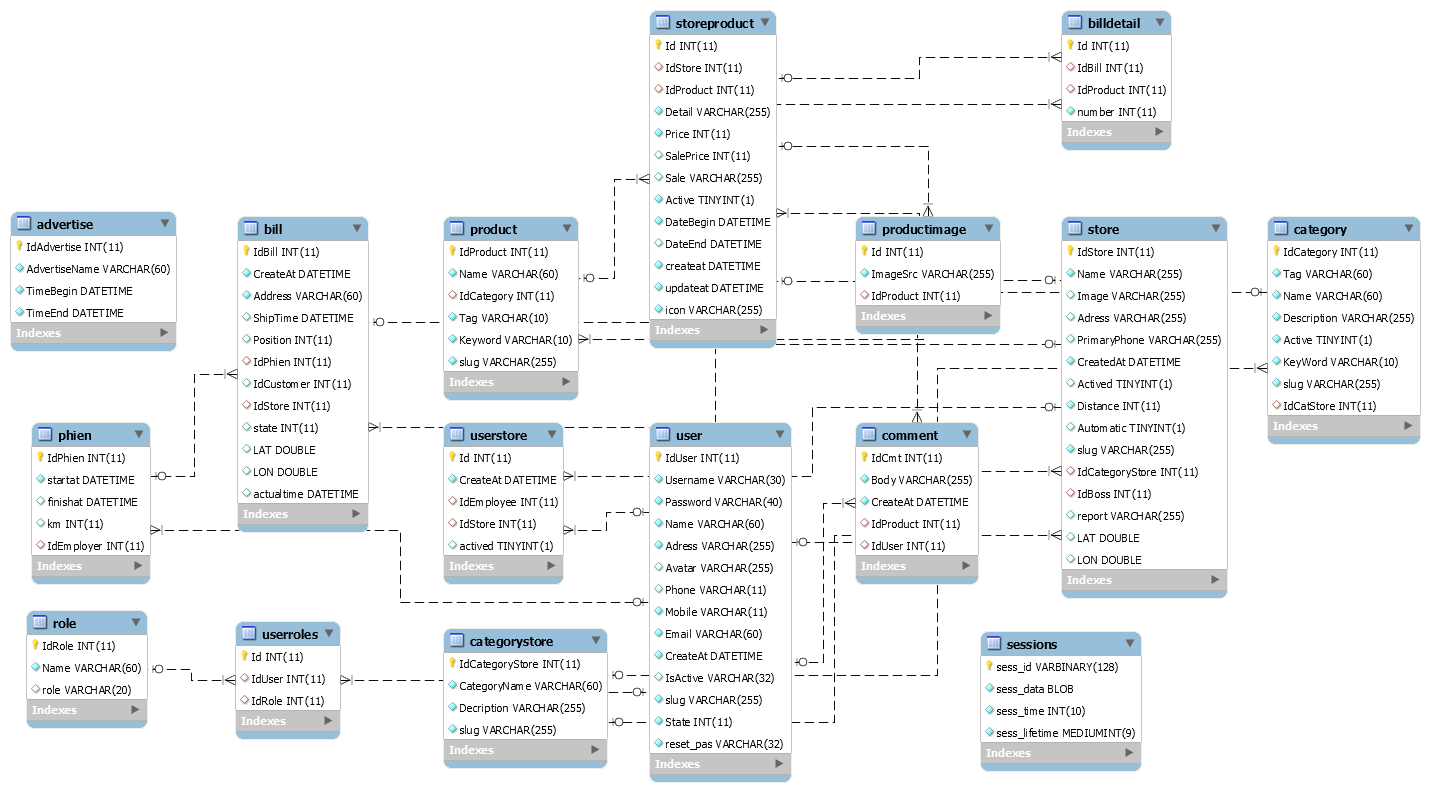 storeproduct
Id INT(11)
IdStore INT(11)
IdProduct INT(11)
Detail VARCHAR(255)
Price INT(11)
SalePrice INT(11)
Sale VARCHAR(255)
Active TINYINT(1)
DateBegin DATETIME
DateEnd DATETIME
createat DATETIME
updateat DATETIME
icon VARCHAR(255)
Indexes
billdetail
Id INT(11)
IdBill INT(11)
IdProduct INT(11)
number INT(11)
Indexes
advertise
IdAdvertise INT(11)
AdvertiseName VARCHAR(60)
TimeBegin DATETIME
TimeEnd DATETIME
Indexes
bill
IdBill INT(11)
CreateAt DATETIME
Address VARCHAR(60)
ShipTime DATETIME
Position INT(11)
IdPhien INT(11)
IdCustomer INT(11)
IdStore INT(11)
state INT(11)
LAT DOUBLE
LON DOUBLE
actualtime DATETIME
Indexes
product
IdProduct INT(11)
Name VARCHAR(60)
IdCategory INT(11)
Tag VARCHAR(10)
Keyword VARCHAR(10)
slug VARCHAR(255)
Indexes
productimage
Id INT(11)
ImageSrc VARCHAR(255)
IdProduct INT(11)
Indexes
store
IdStore INT(11)
Name VARCHAR(255)
Image VARCHAR(255)
Adress VARCHAR(255)
PrimaryPhone VARCHAR(255)
CreatedAt DATETIME
Actived TINYINT(1)
Distance INT(11)
Automatic TINYINT(1)
slug VARCHAR(255)
IdCategoryStore INT(11)
IdBoss INT(11)
report VARCHAR(255)
LAT DOUBLE
LON DOUBLE
Indexes
category
IdCategory INT(11)
Tag VARCHAR(60)
Name VARCHAR(60)
Description VARCHAR(255)
Active TINYINT(1)
KeyWord VARCHAR(10)
slug VARCHAR(255)
IdCatStore INT(11)
Indexes
phien
IdPhien INT(11)
startat DATETIME
finishat DATETIME
km INT(11)
IdEmployer INT(11)
Indexes
userstore
Id INT(11)
CreateAt DATETIME
IdEmployee INT(11)
IdStore INT(11)
actived TINYINT(1)
Indexes
user
IdUser INT(11)
Username VARCHAR(30)
Password VARCHAR(40)
Name VARCHAR(60)
Adress VARCHAR(255)
Avatar VARCHAR(255)
Phone VARCHAR(11)
Mobile VARCHAR(11)
Email VARCHAR(60)
CreateAt DATETIME
IsActive VARCHAR(32)
slug VARCHAR(255)
State INT(11)
reset_pas VARCHAR(32)
Indexes
comment
IdCmt INT(11)
Body VARCHAR(255)
CreateAt DATETIME
IdProduct INT(11)
IdUser INT(11)
Indexes
role
IdRole INT(11)
Name VARCHAR(60)
role VARCHAR(20)
Indexes
userroles
Id INT(11)
IdUser INT(11)
IdRole INT(11)
Indexes
categorystore
IdCategoryStore INT(11)
CategoryName VARCHAR(60)
Decription VARCHAR(255)
slug VARCHAR(255)
Indexes
sessions
sess_id VARBINARY(128)
sess_data BLOB
sess_time INT(10)
sess_lifetime MEDIUMINT(9)
Indexes